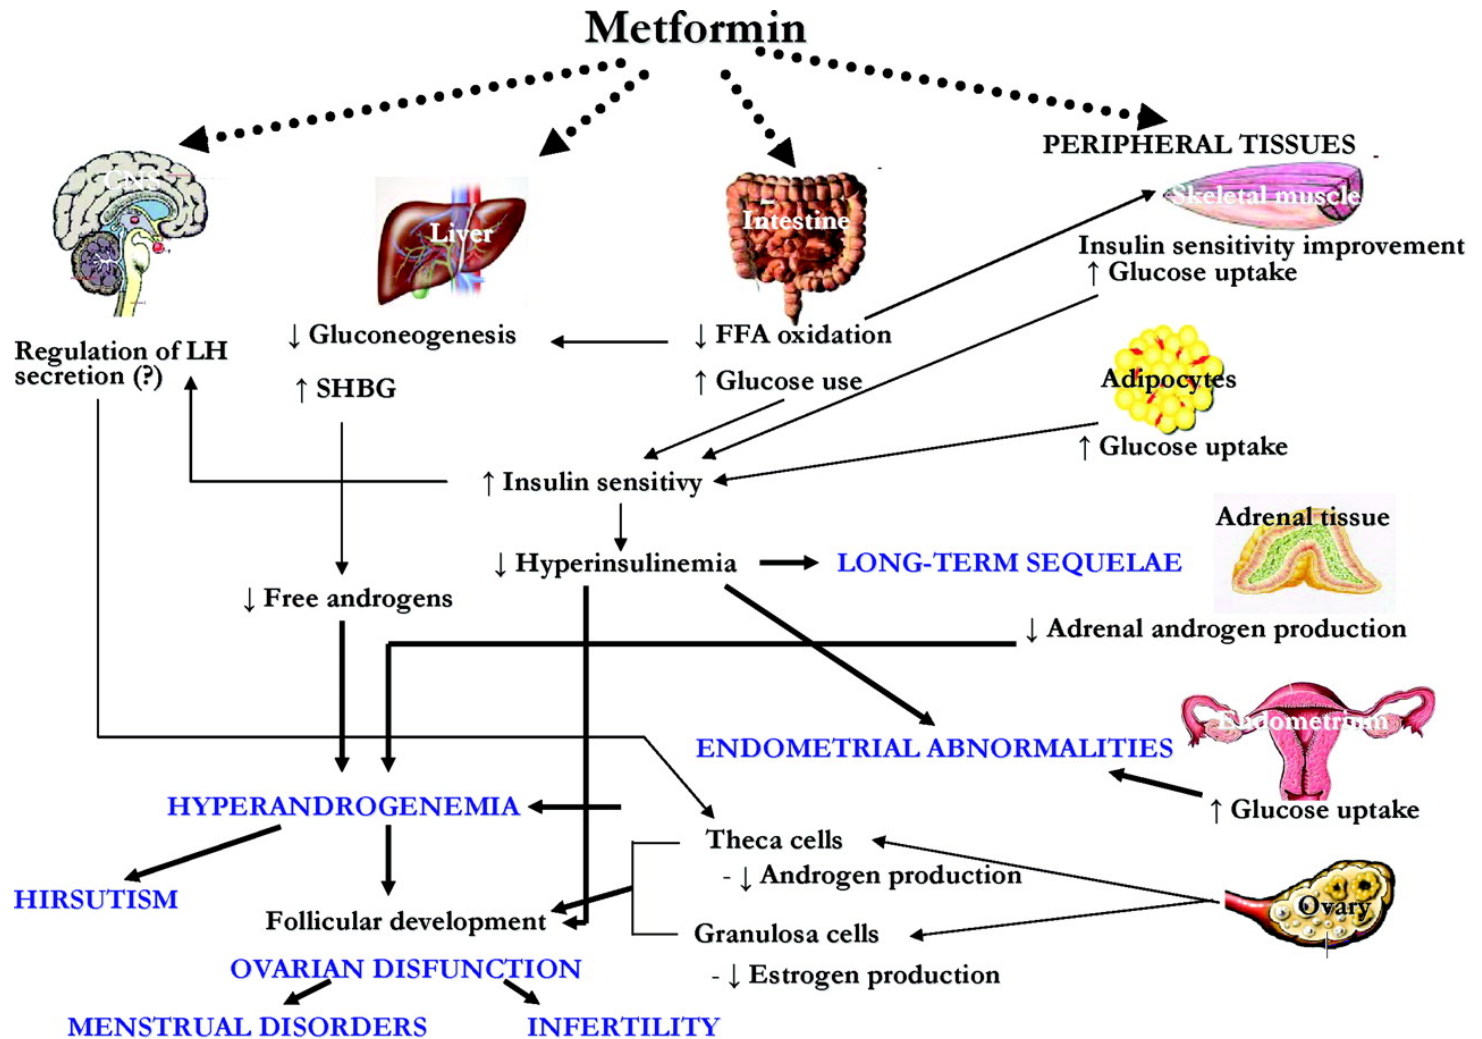 Metformin
PERIPHERAL TISSUES
CNS
Liver
Intestine
Skeletal muscle
Insulin sensitivity improvement
↑ Glucose uptake
↓ Gluconeogenesis
↓ FFA oxidation
Regulation of LH
secretion (?)
↑ SHBG
↑ Glucose use
Adipocytes
↑ Glucose uptake
↑ Insulin sensitivy
Adrenal tissue
↓ Hyperinsulinemia
LONG-TERM SEQUELAE
↓ Free androgens
↓ Adrenal androgen production
Endometrium
ENDOMETRIAL ABNORMALITIES
↑ Glucose uptake
HYPERANDROGENEMIA
Theca cells
- ↓ Androgen production
HIRSUTISM
Ovary
Follicular development
Granulosa cells
OVARIAN DISFUNCTION
- ↓ Estrogen production
MENSTRUAL DISORDERS
INFERTILITY